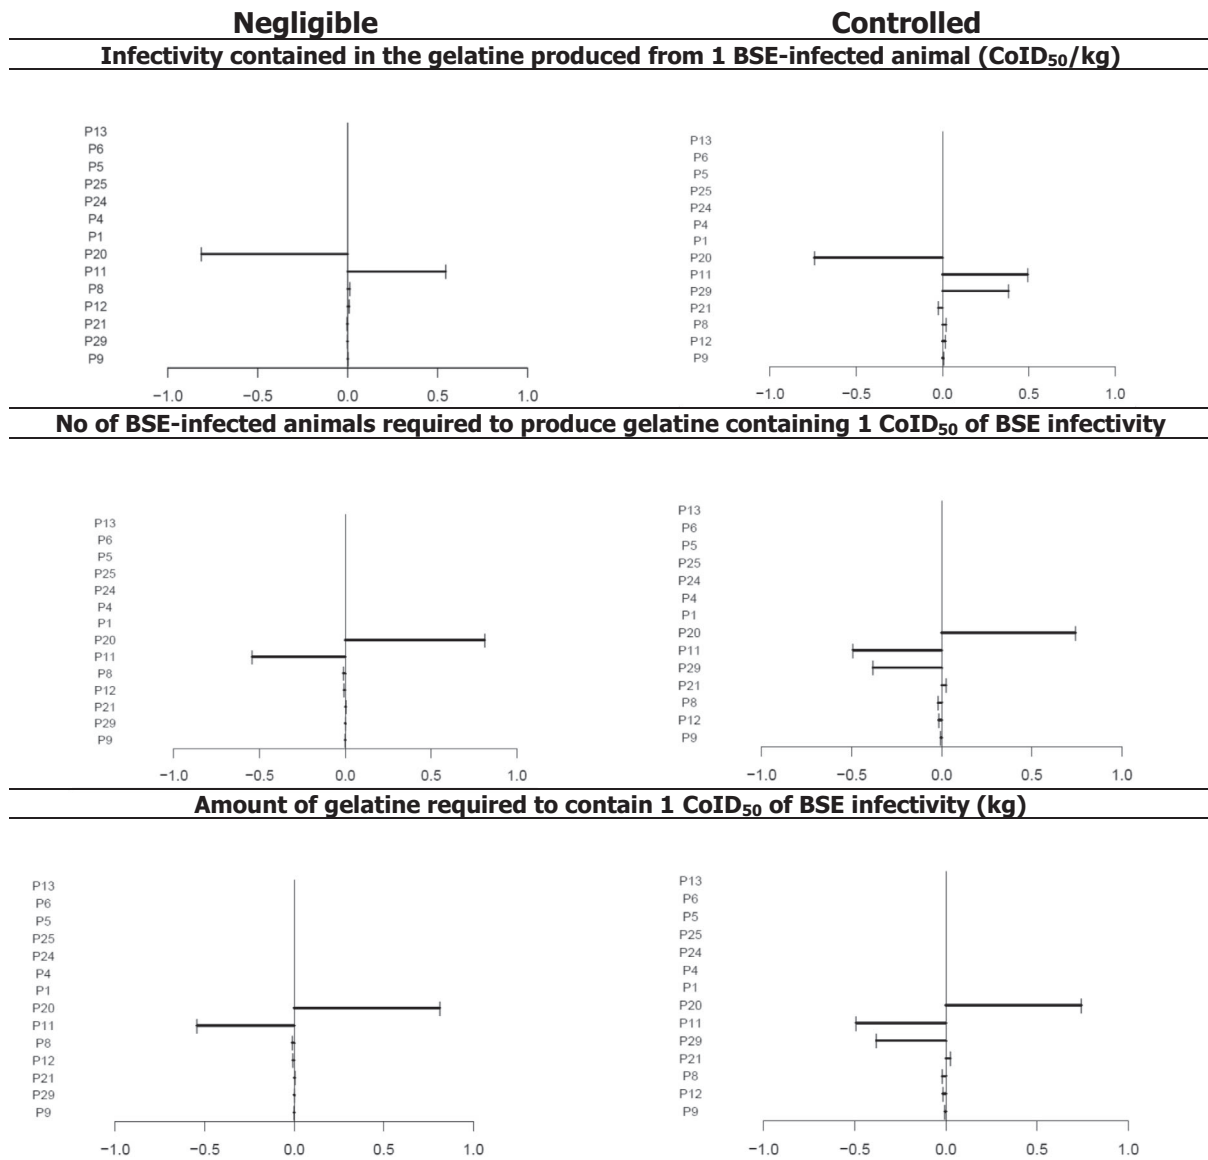 Negligible Controlled
Infectivity contained in the gelatine produced from 1 BSE-infected animal (CoID₅₀/kg)
P13
P6
P5
P25
P24
P4
P1
P20
P11
P8
P12
P21
P29
P9
−1.0 −0.5 0.0 0.5 1.0
P13
P6
P5
P25
P24
P4
P1
P20
P11
P29
P21
P8
P12
P9
−1.0 −0.5 0.0 0.5 1.0
No of BSE-infected animals required to produce gelatine containing 1 CoID₅₀ of BSE infectivity
P13
P6
P5
P25
P24
P4
P1
P20
P11
P8
P12
P21
P29
P9
−1.0 −0.5 0.0 0.5 1.0
P13
P6
P5
P25
P24
P4
P1
P20
P11
P29
P21
P8
P12
P9
−1.0 −0.5 0.0 0.5 1.0
Amount of gelatine required to contain 1 CoID₅₀ of BSE infectivity (kg)
P13
P6
P5
P25
P24
P4
P1
P20
P11
P8
P12
P21
P29
P9
−1.0 −0.5 0.0 0.5 1.0
P13
P6
P5
P25
P24
P4
P1
P20
P11
P29
P21
P8
P12
P9
−1.0 −0.5 0.0 0.5 1.0